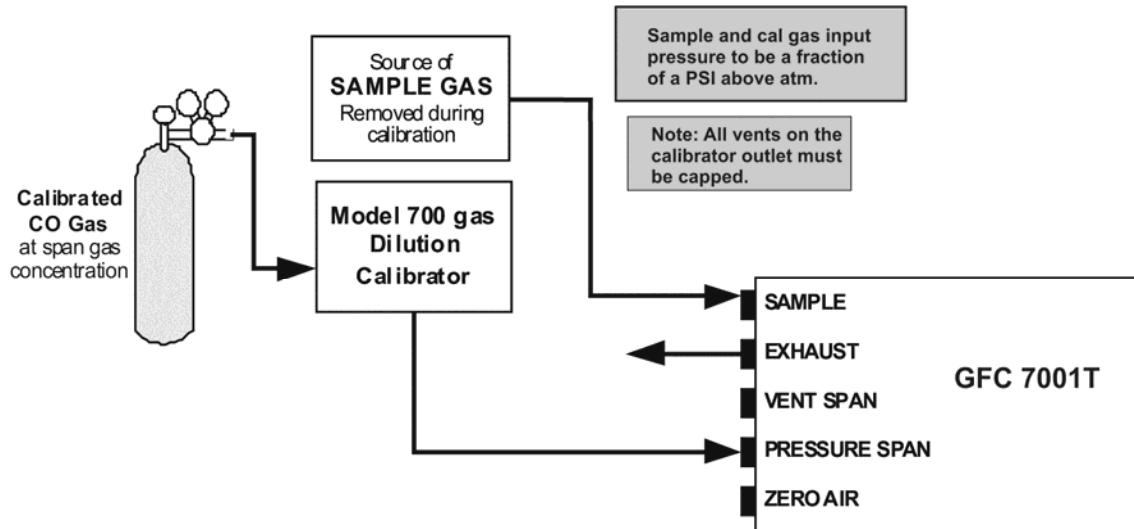 Calibrated
CO Gas
at span gas
concentration
Source of
SAMPLE GAS
Removed during
calibration
Model 700 gas
Dilution
Calibrator
Sample and cal gas input
pressure to be a fraction
of a PSI above atm.
Note: All vents on the
calibrator outlet must
be capped.
SAMPLE
EXHAUST
VENT SPAN
PRESSURE SPAN
ZERO AIR
GFC 7001T